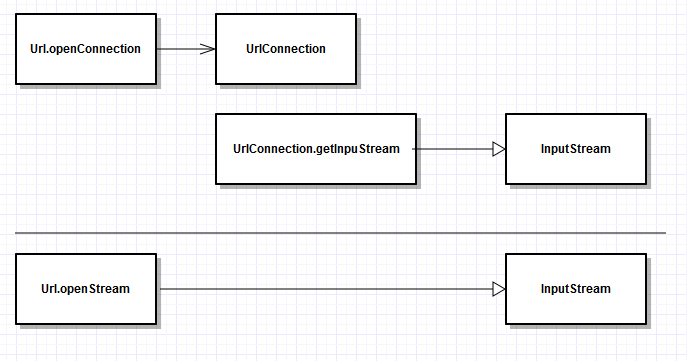 Url.openConnection
UrlConnection
UrlConnection.getInpuStream
InputStream
Url.openStream
InputStream